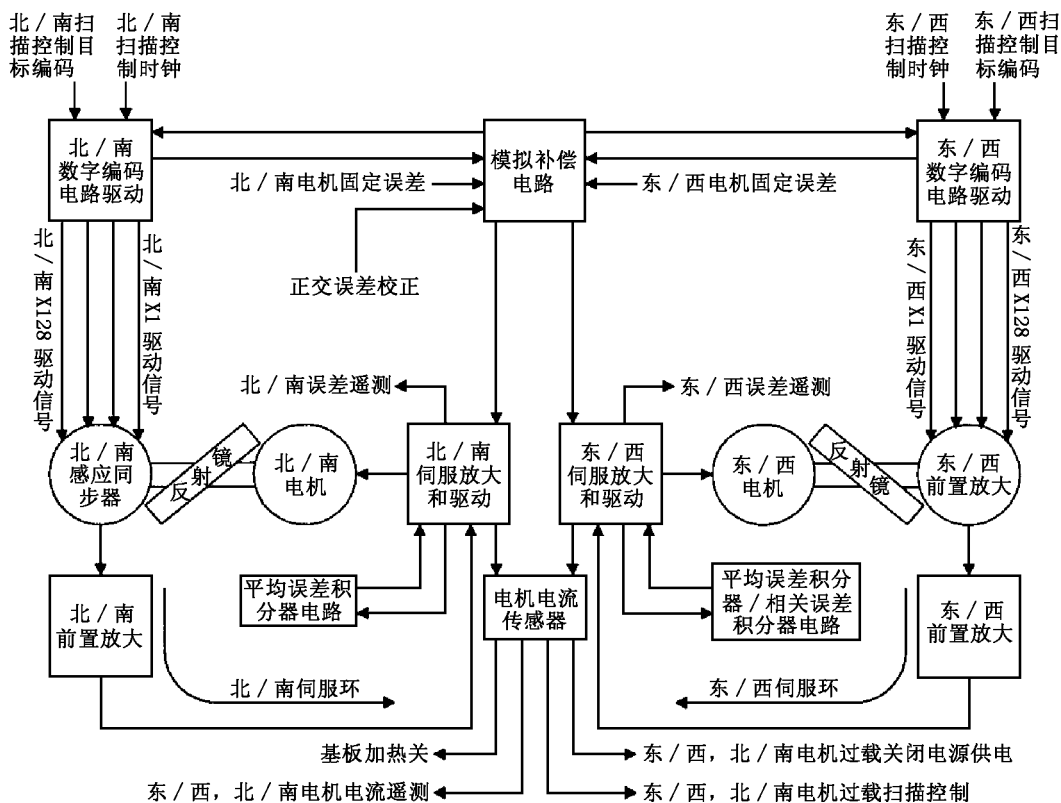 北／南扫
描控制目
标编码
北／南
扫描控
制时钟
东／西
扫描控
制时钟
东／西扫
描控制目
标编码
北／南
数字编码
电路驱动
模拟补偿
电路
东／西
数字编码
电路驱动
北／南电机固定误差
东／西电机固定误差
正交误差校正
北／南X128 驱动信号
北／南X1 驱动信号
东／西X1 驱动信号
东／西X128 驱动信号
北／南误差遥测
东／西误差遥测
北／南
感应同
步器
反射镜
北／南
电机
北／南
伺服放大
和驱动
东／西
伺服放大
和驱动
东／西
电机
反射镜
东／西
前置放大
平均误差积
分器电路
电机电流
传感器
平均误差积分
器／相关误差
积分器电路
北／南
前置放大
东／西
前置放大
北／南伺服环
东／西伺服环
基板加热关
东／西，北／南电机过载关闭电源供电
东／西，北／南电机电流遥测
东／西，北／南电机过载扫描控制